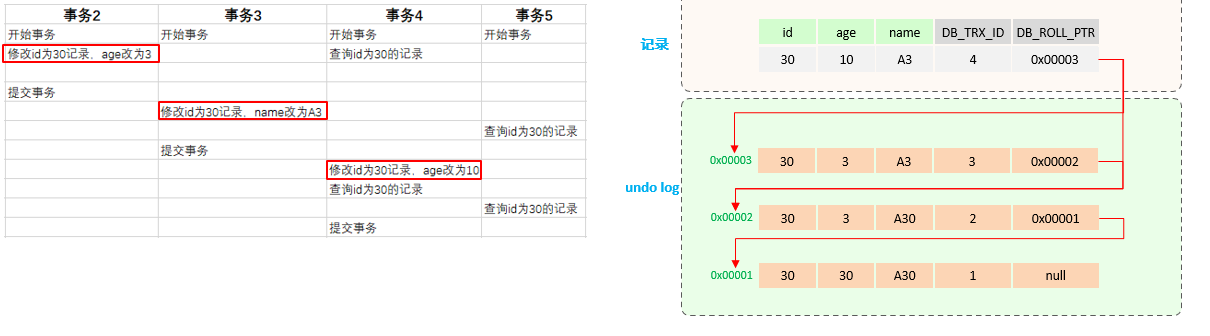 事务2 事务3 事务4 事务5
开始事务 开始事务 开始事务 开始事务
修改id为30记录，age改为3 查询id为30的记录
提交事务
修改id为30记录，name改为A3
查询id为30的记录
提交事务
修改id为30记录，age改为10
查询id为30的记录
查询id为30的记录
提交事务
记录
id age name DB_TRX_ID DB_ROLL_PTR
30 10 A3 4 0x00003
undo log
0x00003 30 3 A3 3 0x00002
0x00002 30 3 A30 2 0x00001
0x00001 30 30 A30 1 null